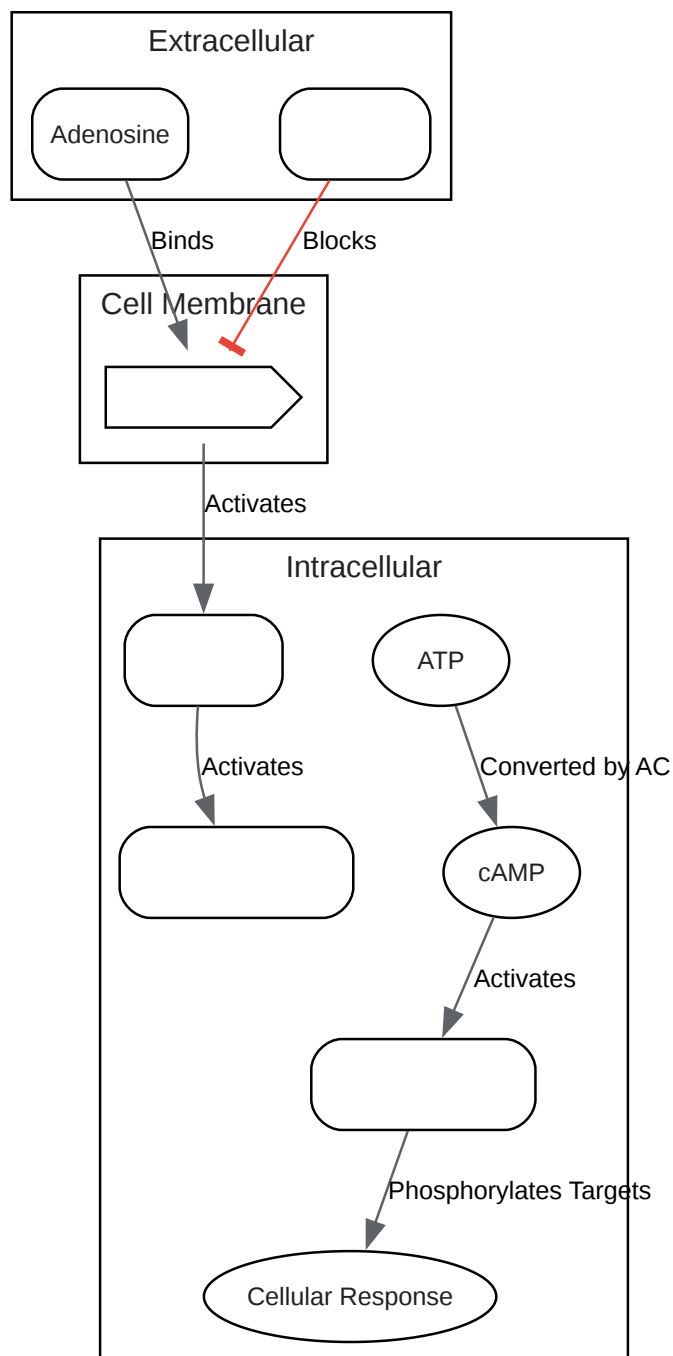 Extracellular
Adenosine
Binds
Blocks
Cell Membrane
Activates
Intracellular
ATP
Activates
Converted by AC
cAMP
Activates
Phosphorylates Targets
Cellular Response